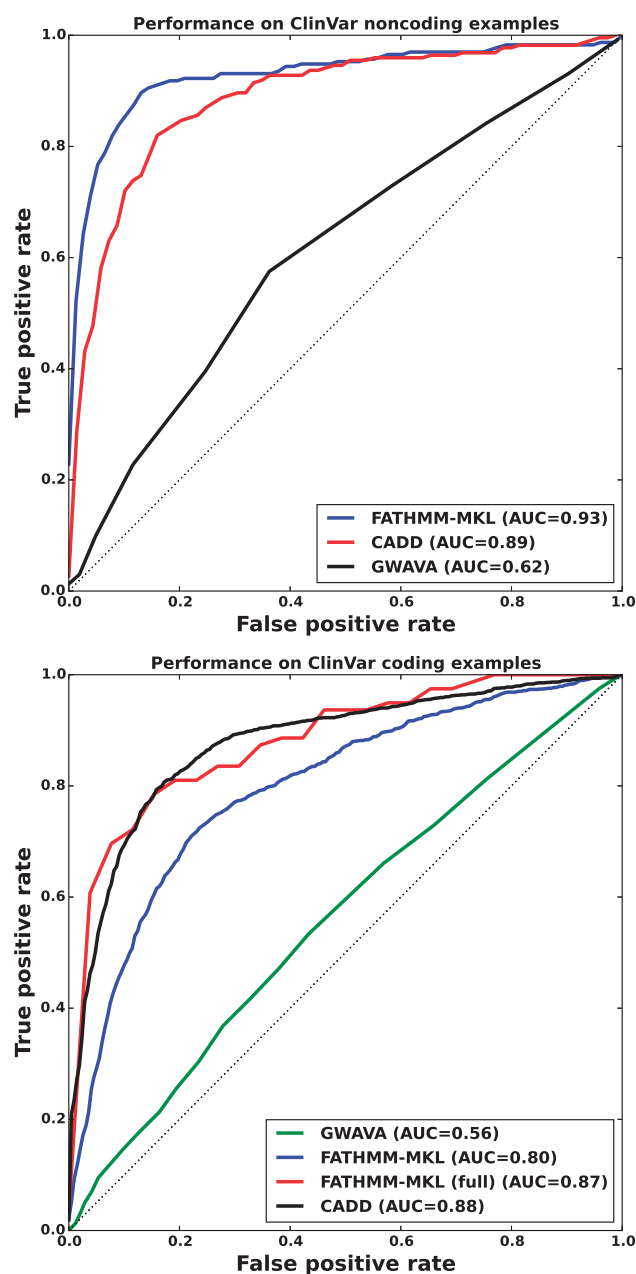 Performance on ClinVar noncoding examples
1.0
0.8
0.6
0.4
0.2
0.0
True positive rate
FATHMM-MKL (AUC=0.93)
CADD (AUC=0.89)
GWAVA (AUC=0.62)
0.0 0.2 0.4 0.6 0.8 1.0
False positive rate
Performance on ClinVar coding examples
1.0
0.8
0.6
0.4
0.2
0.0
True positive rate
GWAVA (AUC=0.56)
FATHMM-MKL (AUC=0.80)
FATHMM-MKL (full) (AUC=0.87)
CADD (AUC=0.88)
0.0 0.2 0.4 0.6 0.8 1.0
False positive rate